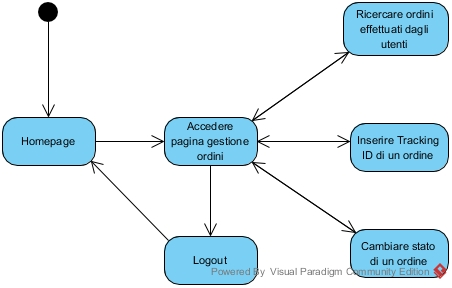 Ricercare ordini
effettuati dagli
utenti
Homepage
Accedere
pagina gestione
ordini
Inserire Tracking
ID di un ordine
Logout
Cambiare stato
di un ordine
Powered By Visual Paradigm Community Edition